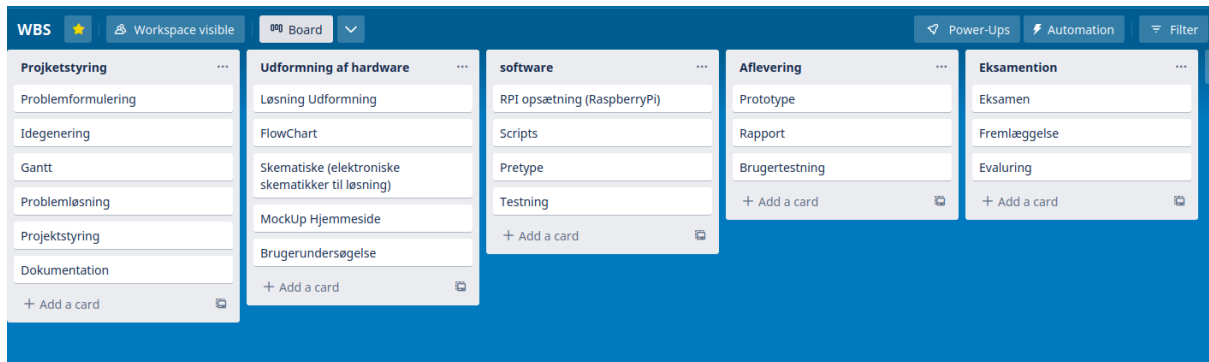 WBS
Workspace visible
Board
Power-Ups
Automation
Filter
Projketstyring
Problemformulering
Idegenering
Gantt
Problemløsning
Projektstyring
Dokumentation
+ Add a card
Udformning af hardware
Løsning Udformning
FlowChart
Skematiske (elektroniske
skematikker til løsning)
MockUp Hjemmeside
Brugerundersøgelse
+ Add a card
software
RPI opsætning (RaspberryPi)
Scripts
Pretype
Testning
+ Add a card
Aflevering
Prototype
Rapport
Brugertestning
+ Add a card
Eksamention
Eksamen
Fremlæggelse
Evaluring
+ Add a card